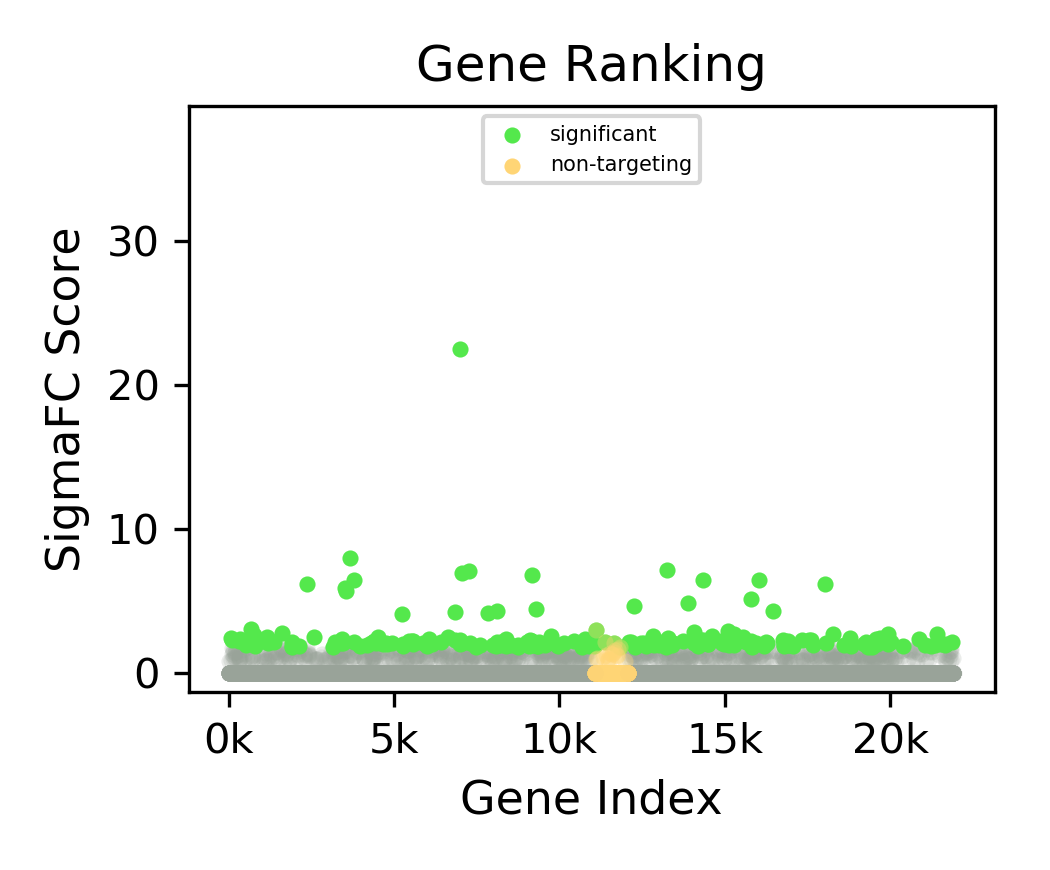 Gene Ranking
significant
non-targeting
SigmaFC Score
30
20
10
0
0k 5k 10k 15k 20k
Gene Index